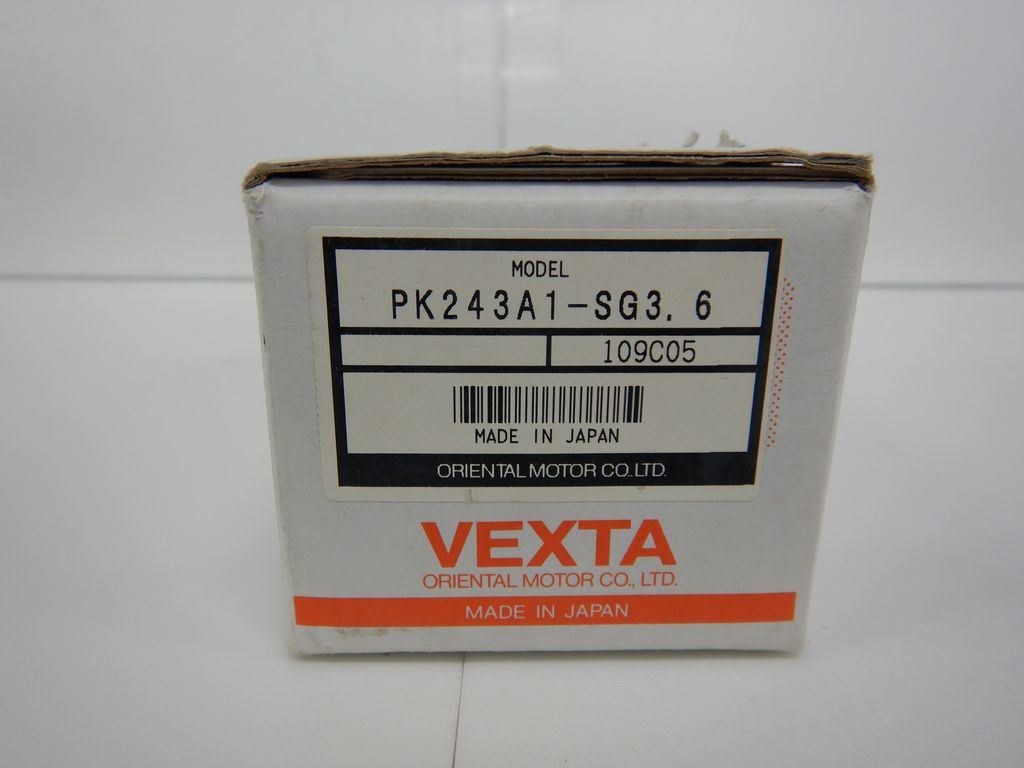 MODEL
PK243A1-SG3.6
109C05
MADE IN JAPAN
ORIENTAL MOTOR CO.LTD.
VEXTA
ORIENTAL MOTOR CO., LTD.
MADE IN JAPAN